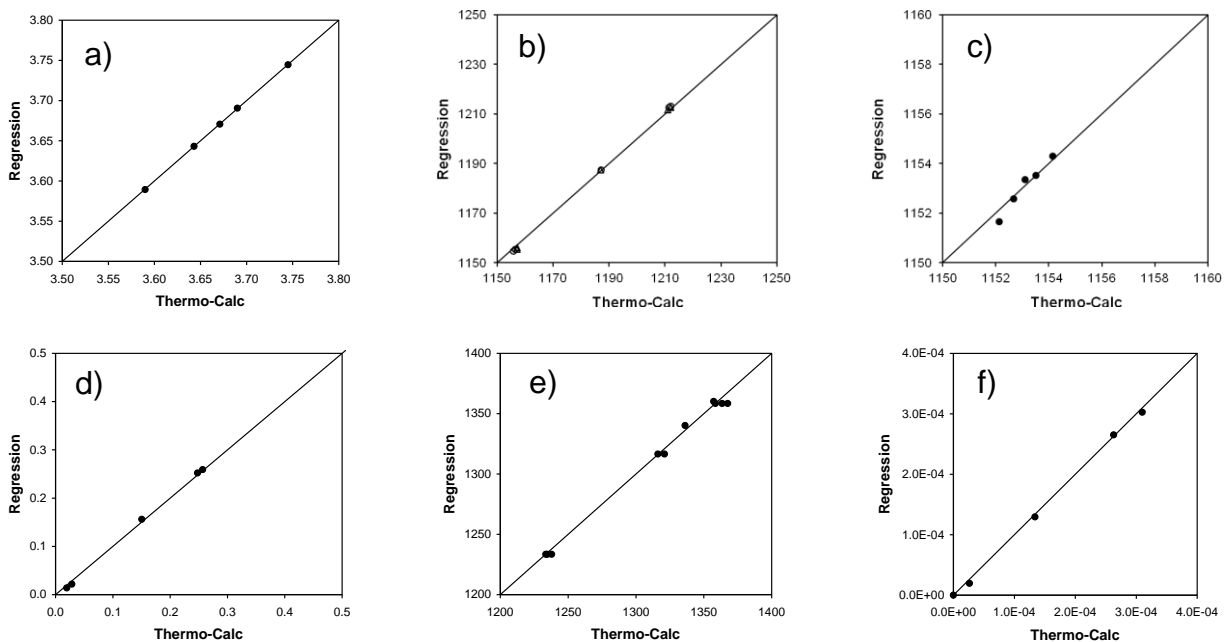 a)
3.80
3.75
3.70
3.65
3.60
3.55
3.50
Regression
3.50 3.55 3.60 3.65 3.70 3.75 3.80
Thermo-Calc
b)
1250
1230
1210
1190
1170
1150
Regression
1150 1170 1190 1210 1230 1250
Thermo-Calc
c)
1160
1158
1156
1154
1152
1150
Regression
1150 1152 1154 1156 1158 1160
Thermo-Calc
d)
0.5
0.4
0.3
0.2
0.1
0.0
Regression
0.0 0.1 0.2 0.3 0.4 0.5
Thermo-Calc
e)
1400
1350
1300
1250
1200
Regression
1200 1250 1300 1350 1400
Thermo-Calc
f)
4.0E-04
3.0E-04
2.0E-04
1.0E-04
0.0E+00
Regression
0.0E+00 1.0E-04 2.0E-04 3.0E-04 4.0E-04
Thermo-Calc